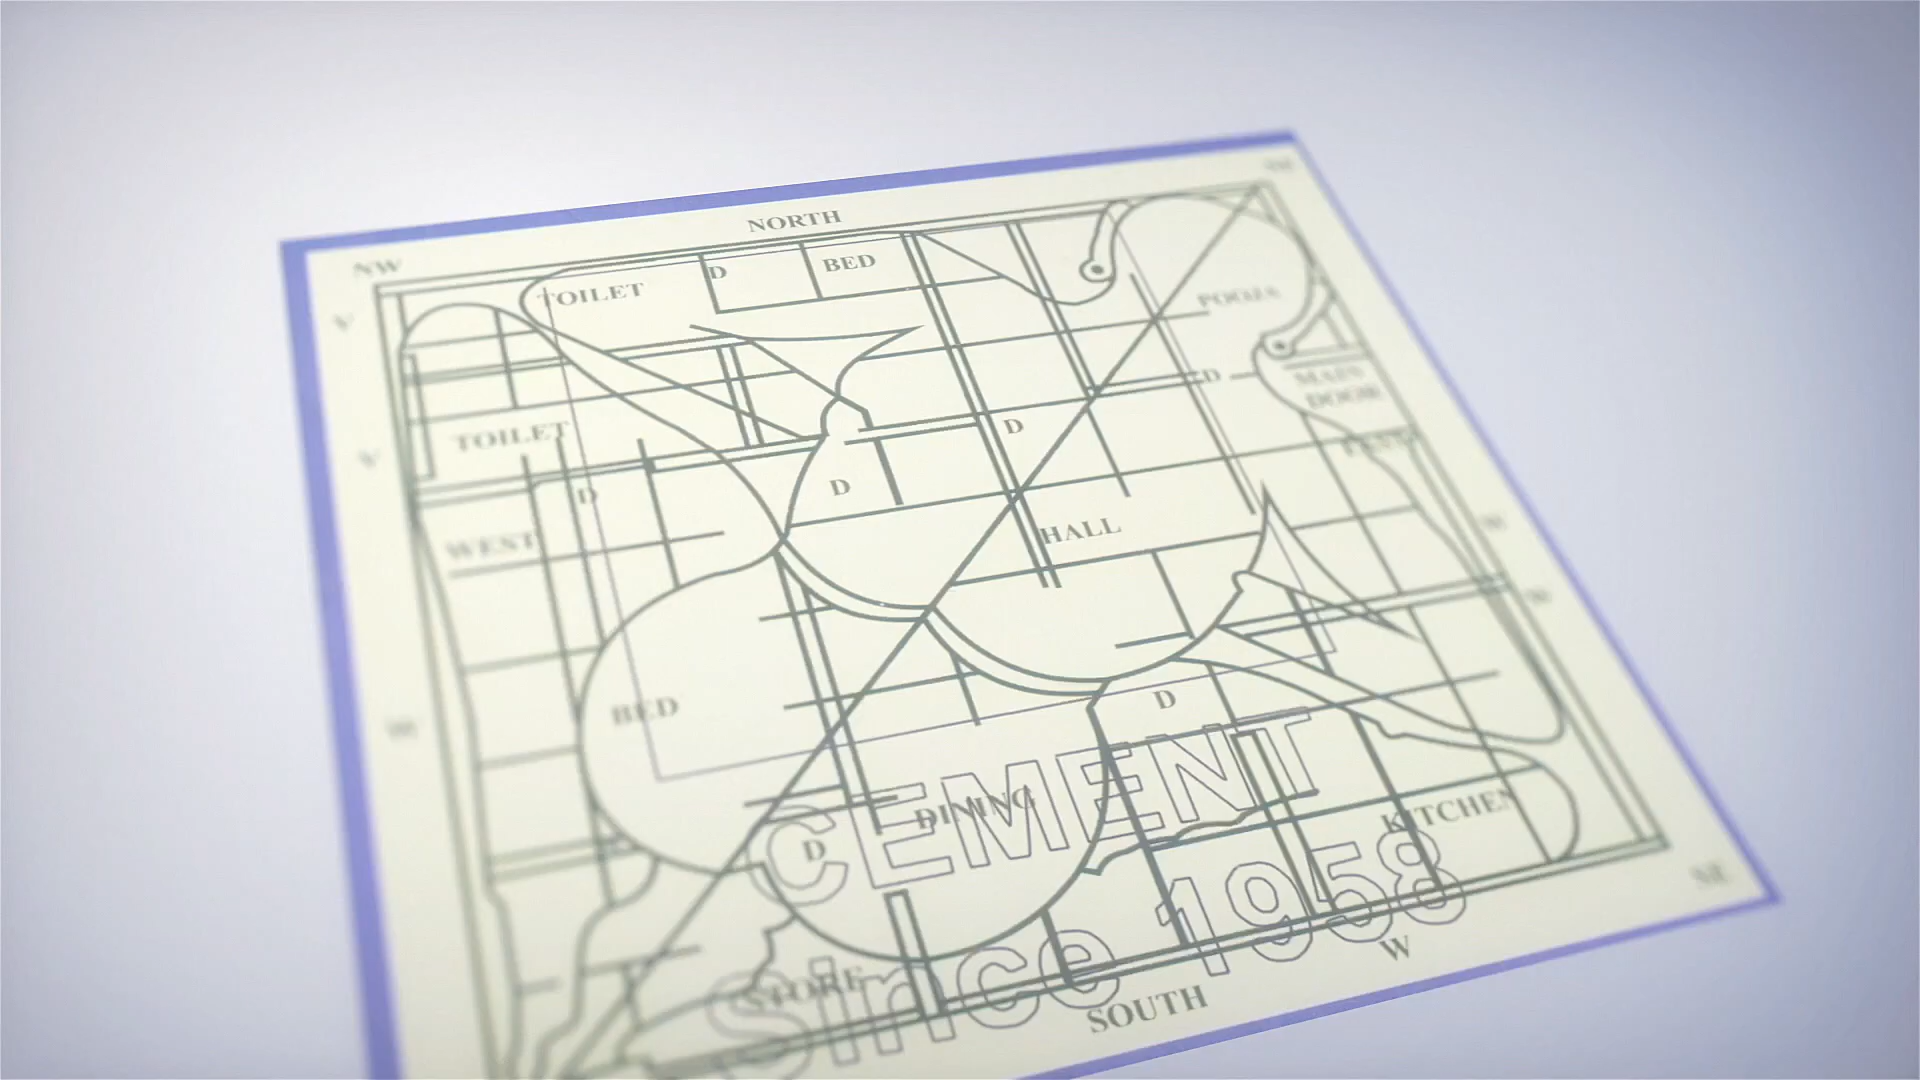 NORTH
NW
TOILET
D
BED
V
POOJA
D
MAIN
DOOR
TOILET
D
V
D
D
HALL
WEST
BED
D
CEMENT
DINING
D
KITCHEN
Since 1958
STORE
W
SOUTH